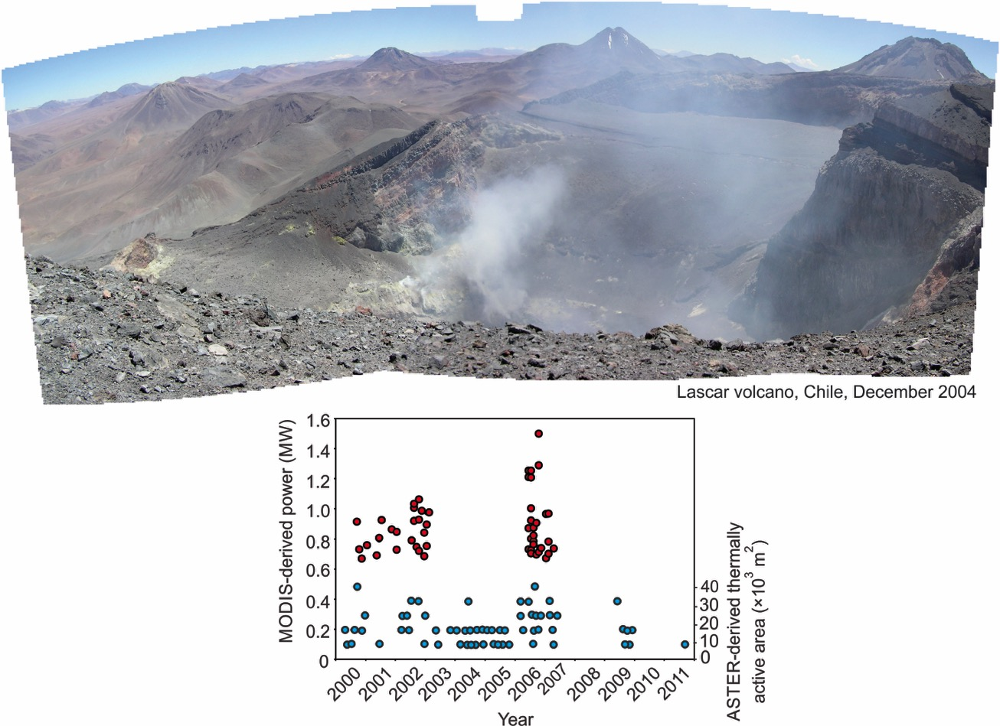 Lascar volcano, Chile, December 2004
MODIS-derived power (MW)
1.6
1.4
1.2
1.0
0.8
0.6
0.4
0.2
0
40
30
20
10
0
ASTER-derived thermally
active area (×10³ m²)
2000 2001 2002 2003 2004 2005 2006 2007 2008 2009 2010 2011
Year